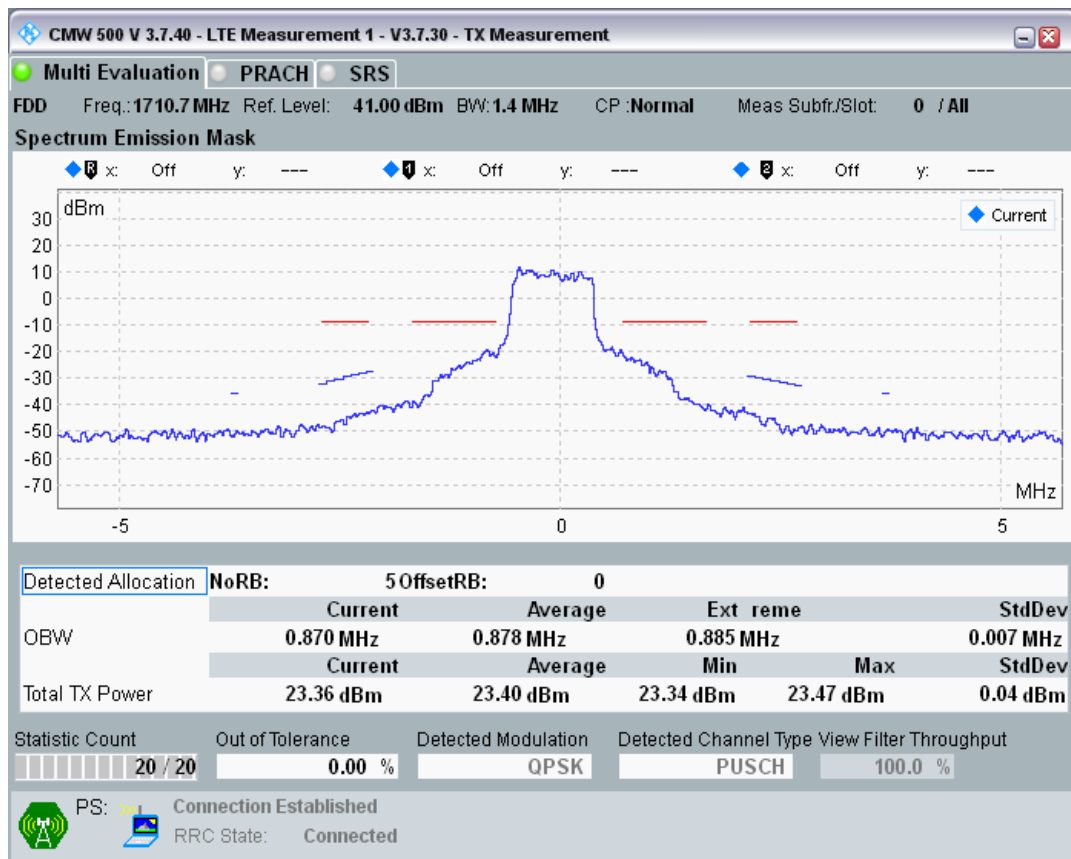 CMW 500 V 3.7.40 - LTE Measurement 1 - V3.7.30 - TX Measurement
Multi Evaluation PRACH SRS
FDD Freq.:1710.7 MHz Ref. Level: 41.00 dBm BW:1.4 MHz CP :Normal Meas Subfr./Slot: 0 / All
Spectrum Emission Mask
R x: Off y: --- 1 x: Off y: --- 2 x: Off y: ---
dBm
Current
30
20
10
0
-10
-20
-30
-40
-50
-60
-70
MHz
-5 0 5
Detected Allocation NoRB: 5 OffsetRB: 0
Current Average Ext reme StdDev
OBW 0.870 MHz 0.878 MHz 0.885 MHz 0.007 MHz
Current Average Min Max StdDev
Total TX Power 23.36 dBm 23.40 dBm 23.34 dBm 23.47 dBm 0.04 dBm
Statistic Count Out of Tolerance Detected Modulation Detected Channel Type View Filter Throughput
20 / 20 0.00 % QPSK PUSCH 100.0 %
PS: Connection Established
RRC State: Connected